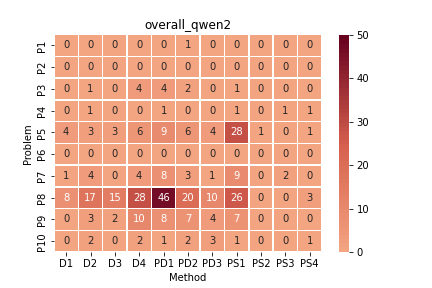 overall_qwen2
P1 0 0 0 0 0 1 0 0 0 0 0
P2 0 0 0 0 0 0 0 0 0 0 0
P3 0 1 0 4 4 2 0 1 0 0 0
P4 0 1 0 0 1 0 0 1 0 1 1
P5 4 3 3 6 9 6 4 28 1 0 1
P6 0 0 0 0 0 0 0 0 0 0 0
P7 1 4 0 4 8 3 1 9 0 2 0
P8 8 17 15 28 46 20 10 26 0 0 3
P9 0 3 2 10 8 7 4 7 0 0 0
P10 0 2 0 2 1 2 3 1 0 0 1
D1 D2 D3 D4 PD1 PD2 PD3 PS1 PS2 PS3 PS4
Method
Problem
50
40
30
20
10
0